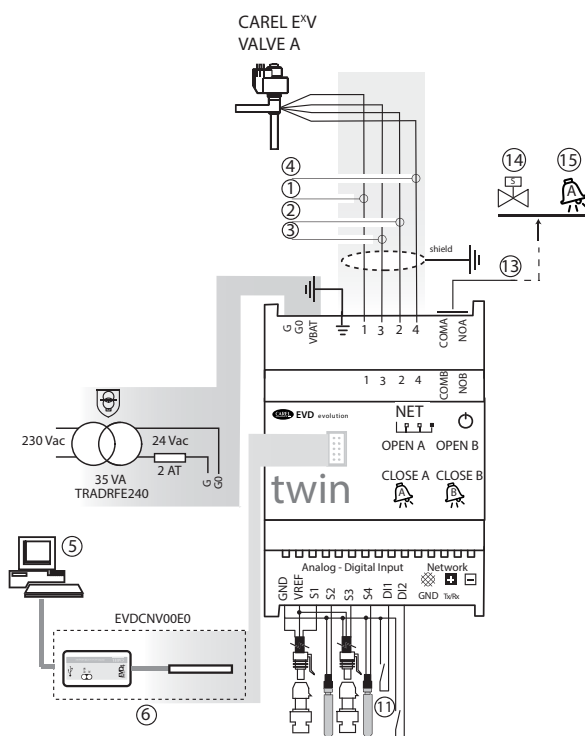 CAREL EXV
VALVE A
4
1
2
3
14
15
S
A
shield
13
G
G0
VBAT
1
3
2
4
COMA
NOA
1
3
2
4
COMB
NOB
CAREL EVD evolution
NET
OPEN A
OPEN B
CLOSE A
CLOSE B
A
B
twin
230 Vac
24 Vac
35 VA
TRADRFE240
2 AT
G
G0
5
EVDCNV00E0
6
Analog - Digital Input
Network
GND
VREF
S1
S2
S3
S4
DI1
DI2
GND
Tx/Rx
11